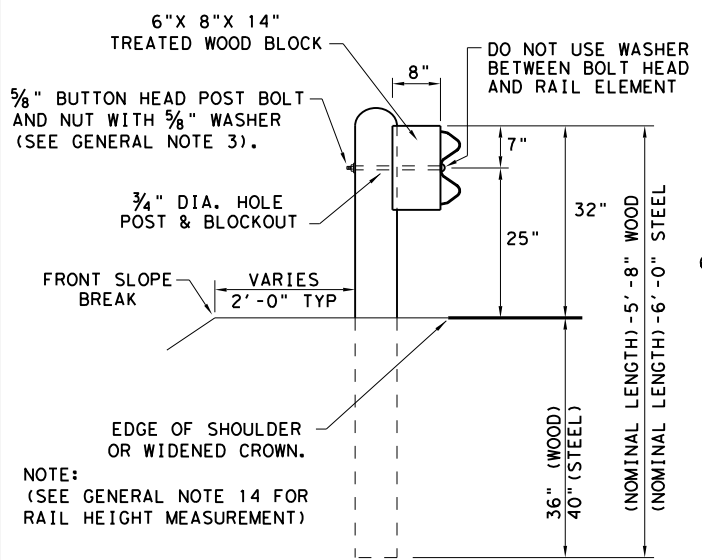 6"X 8"X 14"
TREATED WOOD BLOCK
8"
DO NOT USE WASHER
BETWEEN BOLT HEAD
AND RAIL ELEMENT
⅝" BUTTON HEAD POST BOLT
AND NUT WITH ⅝" WASHER
(SEE GENERAL NOTE 3).
7"
¾" DIA. HOLE
POST & BLOCKOUT
32"
25"
(NOMINAL LENGTH)-5'-8" WOOD
(NOMINAL LENGTH)-6'-0" STEEL
FRONT SLOPE
BREAK
VARIES
2'-0" TYP
EDGE OF SHOULDER
OR WIDENED CROWN.
36" (WOOD)
40" (STEEL)
NOTE:
(SEE GENERAL NOTE 14 FOR
RAIL HEIGHT MEASUREMENT)